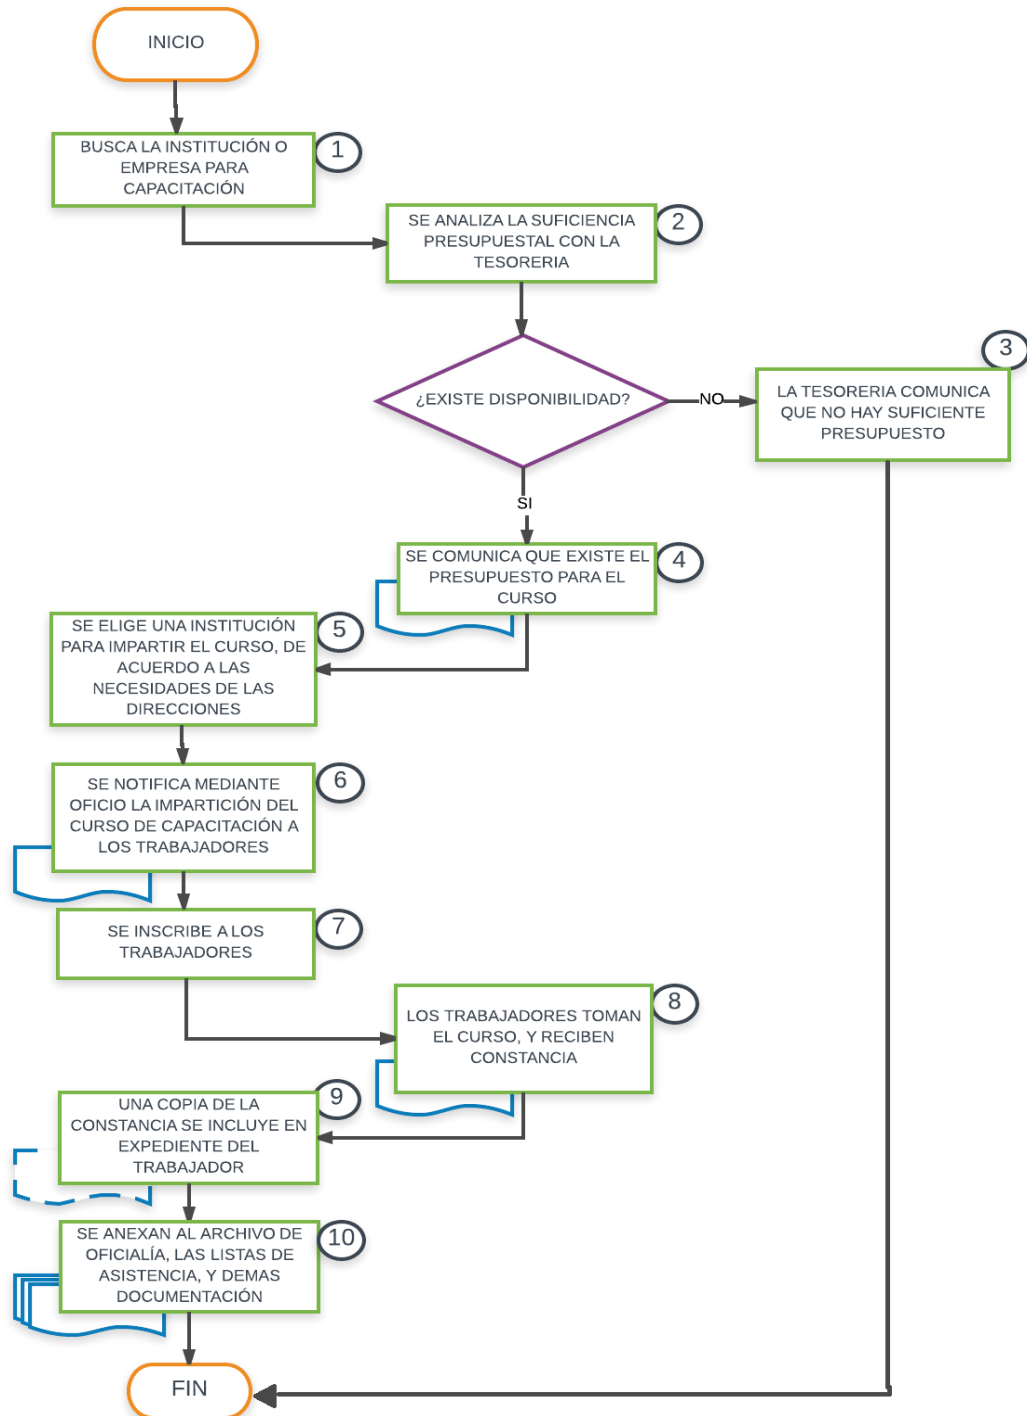 INICIO
BUSCA LA INSTITUCIÓN O
EMPRESA PARA
CAPACITACIÓN
1
SE ANALIZA LA SUFICIENCIA
PRESUPUESTAL CON LA
TESORERIA
2
¿EXISTE DISPONIBILIDAD?
NO
LA TESORERIA COMUNICA
QUE NO HAY SUFICIENTE
PRESUPUESTO
3
SI
SE COMUNICA QUE EXISTE EL
PRESUPUESTO PARA EL
CURSO
4
SE ELIGE UNA INSTITUCIÓN
PARA IMPARTIR EL CURSO, DE
ACUERDO A LAS
NECESIDADES DE LAS
DIRECCIONES
5
SE NOTIFICA MEDIANTE
OFICIO LA IMPARTICIÓN DEL
CURSO DE CAPACITACIÓN A
LOS TRABAJADORES
6
SE INSCRIBE A LOS
TRABAJADORES
7
LOS TRABAJADORES TOMAN
EL CURSO, Y RECIBEN
CONSTANCIA
8
UNA COPIA DE LA
CONSTANCIA SE INCLUYE EN
EXPEDIENTE DEL
TRABAJADOR
9
SE ANEXAN AL ARCHIVO DE
OFICIALÍA, LAS LISTAS DE
ASISTENCIA, Y DEMAS
DOCUMENTACIÓN
10
FIN